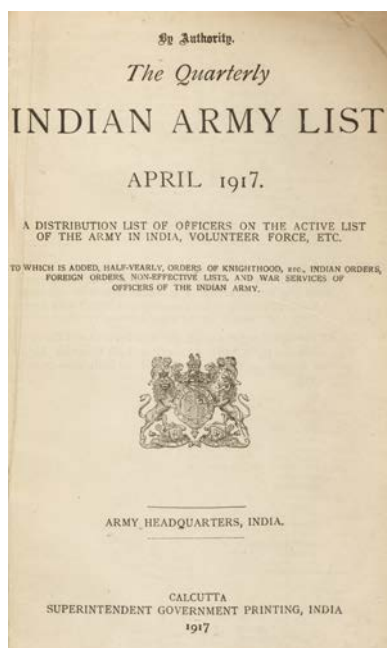 By Authority.
The Quarterly
INDIAN ARMY LIST
APRIL 1917.
A DISTRIBUTION LIST OF OFFICERS ON THE ACTIVE LIST
OF THE ARMY IN INDIA, VOLUNTEER FORCE, ETC.
TO WHICH IS ADDED, HALF-YEARLY, ORDERS OF KNIGHTHOOD, ETC., INDIAN ORDERS,
FOREIGN ORDERS, NON-EFFECTIVE LISTS, AND WAR SERVICES OF
OFFICERS OF THE INDIAN ARMY.
ARMY HEADQUARTERS, INDIA.
CALCUTTA
SUPERINTENDENT GOVERNMENT PRINTING, INDIA
1917